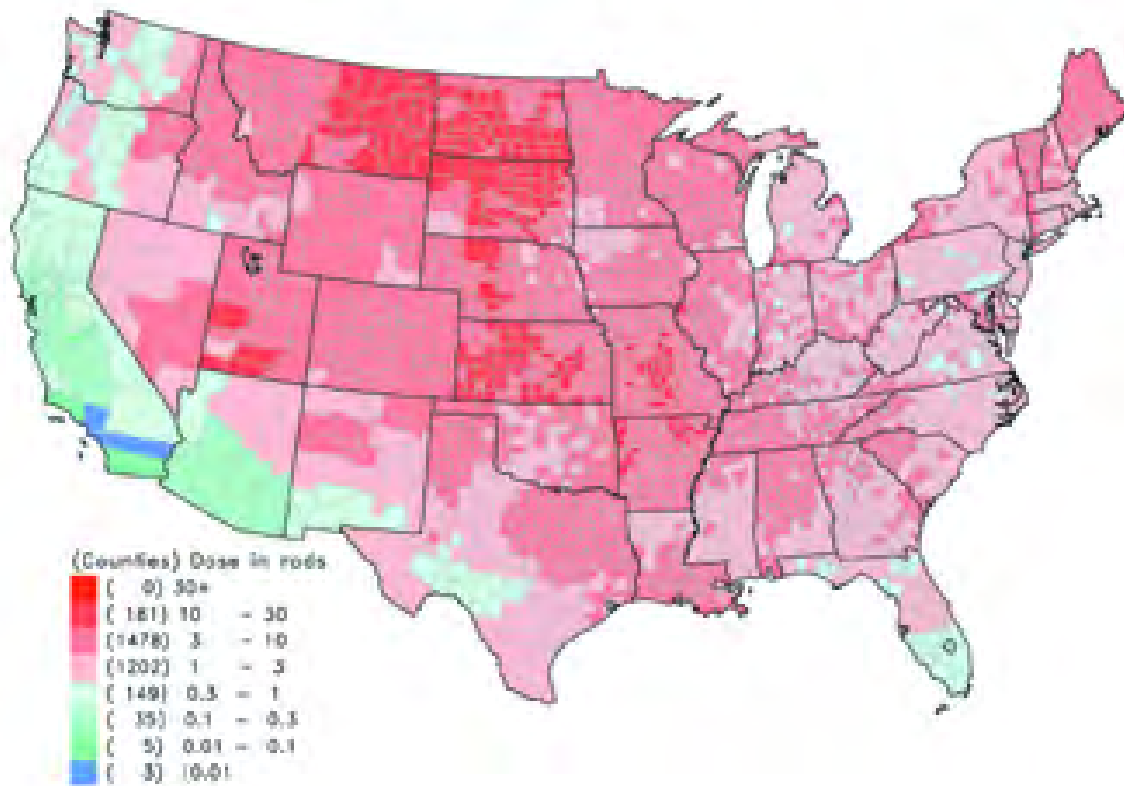 (Counties) Dose in rads
( 0) 30+
( 161) 10 - 30
(1478) 3 - 10
(1202) 1 - 3
( 149) 0.3 - 1
( 35) 0.1 - 0.3
( 5) 0.01 - 0.1
( 3) (0.01